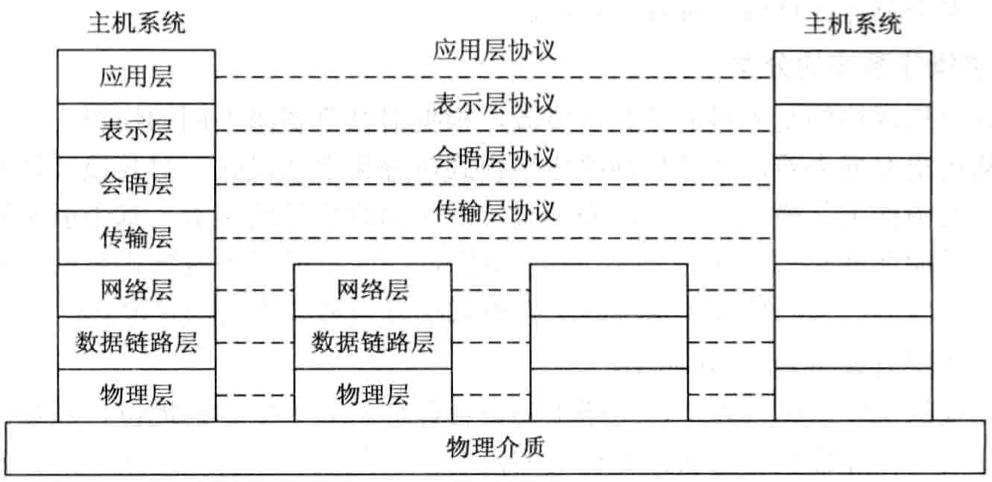 主机系统
主机系统
应用层协议
应用层
表示层协议
表示层
会晤层协议
会晤层
传输层协议
传输层
网络层
网络层
数据链路层
数据链路层
物理层
物理层
物理介质